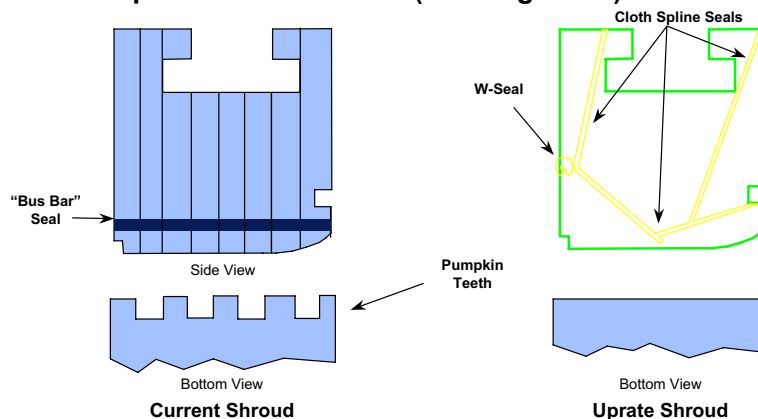 Cloth Spline Seals
W-Seal
“Bus Bar”
Seal
Side View
Pumpkin
Teeth
Bottom View
Bottom View
Current Shroud
Uprate Shroud